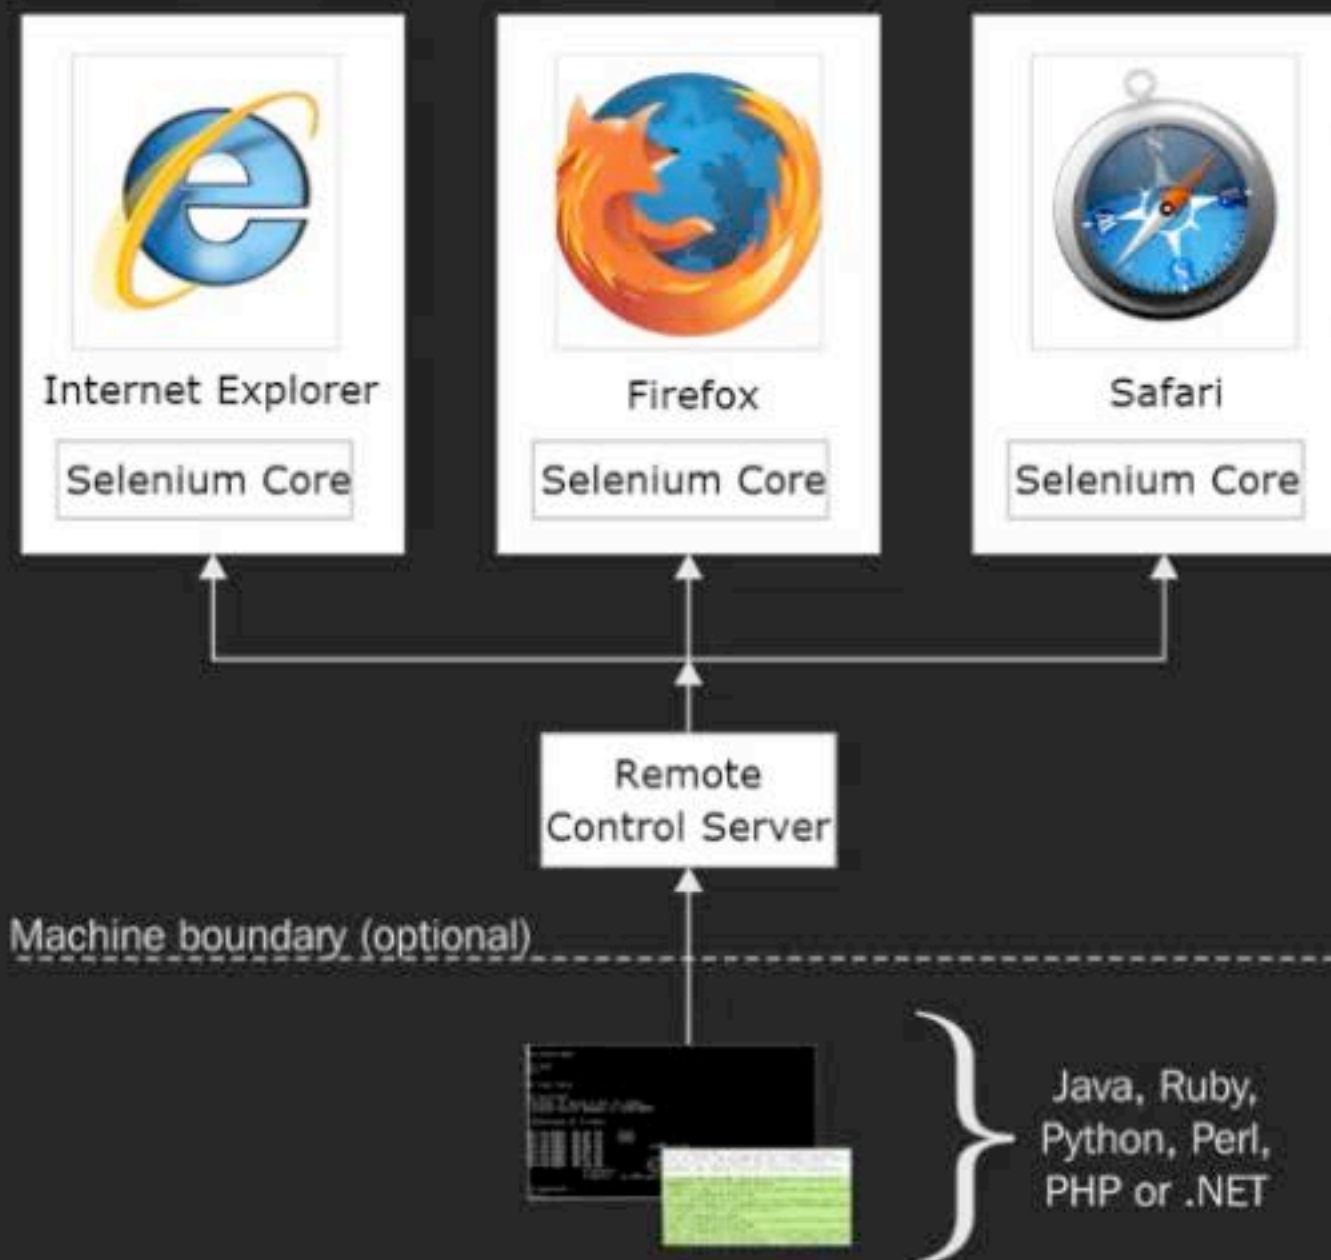 Internet Explorer
Firefox
Safari
Selenium Core
Selenium Core
Selenium Core
Remote
Control Server
Machine boundary (optional)
Java, Ruby,
Python, Perl,
PHP or .NET